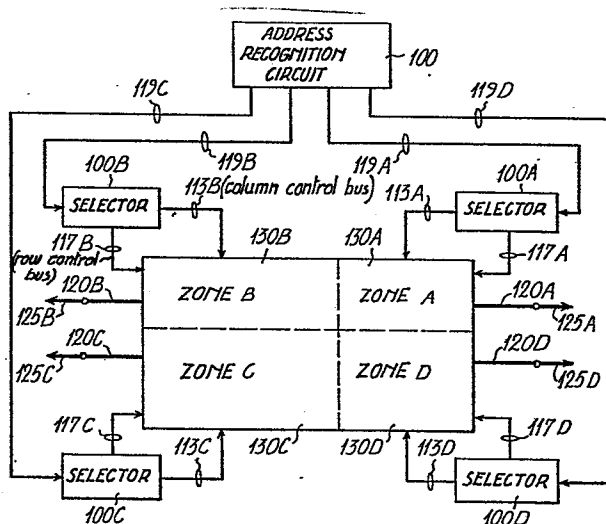 ADDRESS
RECOGNITION
CIRCUIT
100
119C
119D
119B
119A
100B
100A
SELECTOR
113B (column control bus)
113A
SELECTOR
117B
(row control
bus)
130B
130A
117A
120B
ZONE B
ZONE A
120A
125B
125A
120C
ZONE C
ZONE D
120D
125C
125D
117C
113C
130C
130D
113D
117D
SELECTOR
SELECTOR
100C
100D